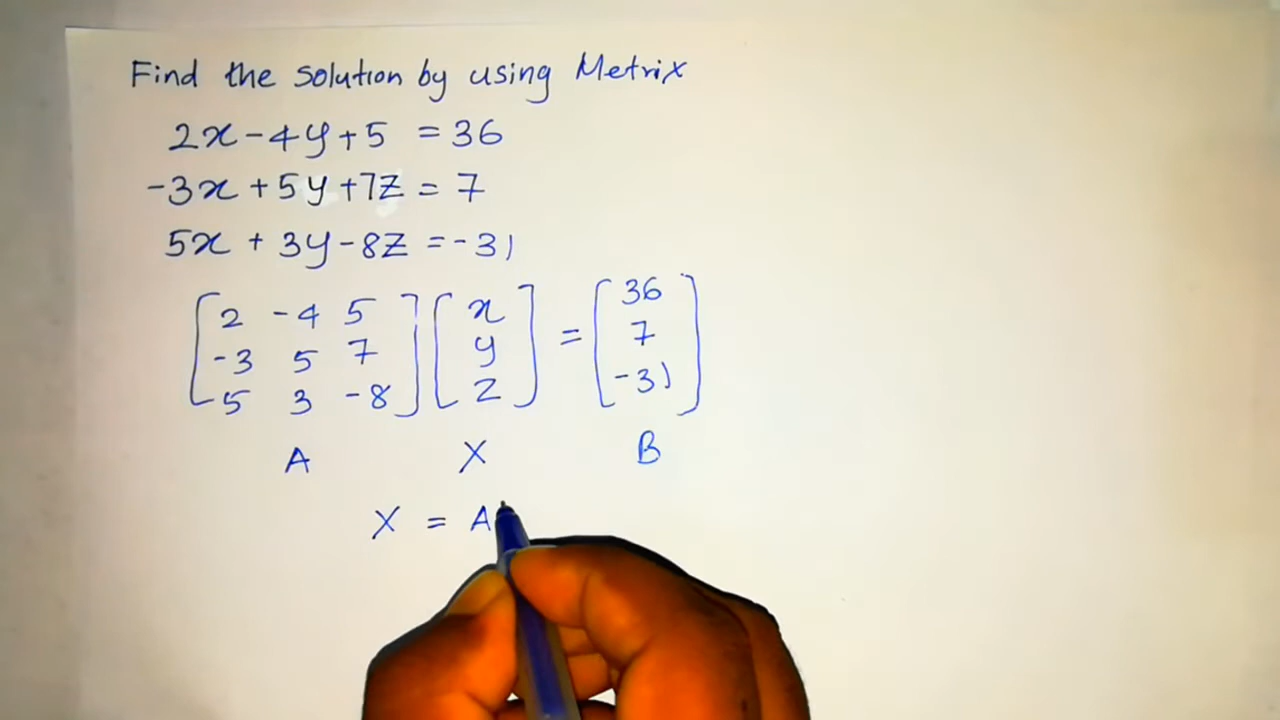 Find the solution by using Metrix
2x - 4y + 5 = 36
-3x + 5y + 7z = 7
5x + 3y - 8z = -31
[2 -4 5] [x] = [36]
[-3 5 7] [y] [7]
[5 3 -8] [z] [-31]
A X B
X = A